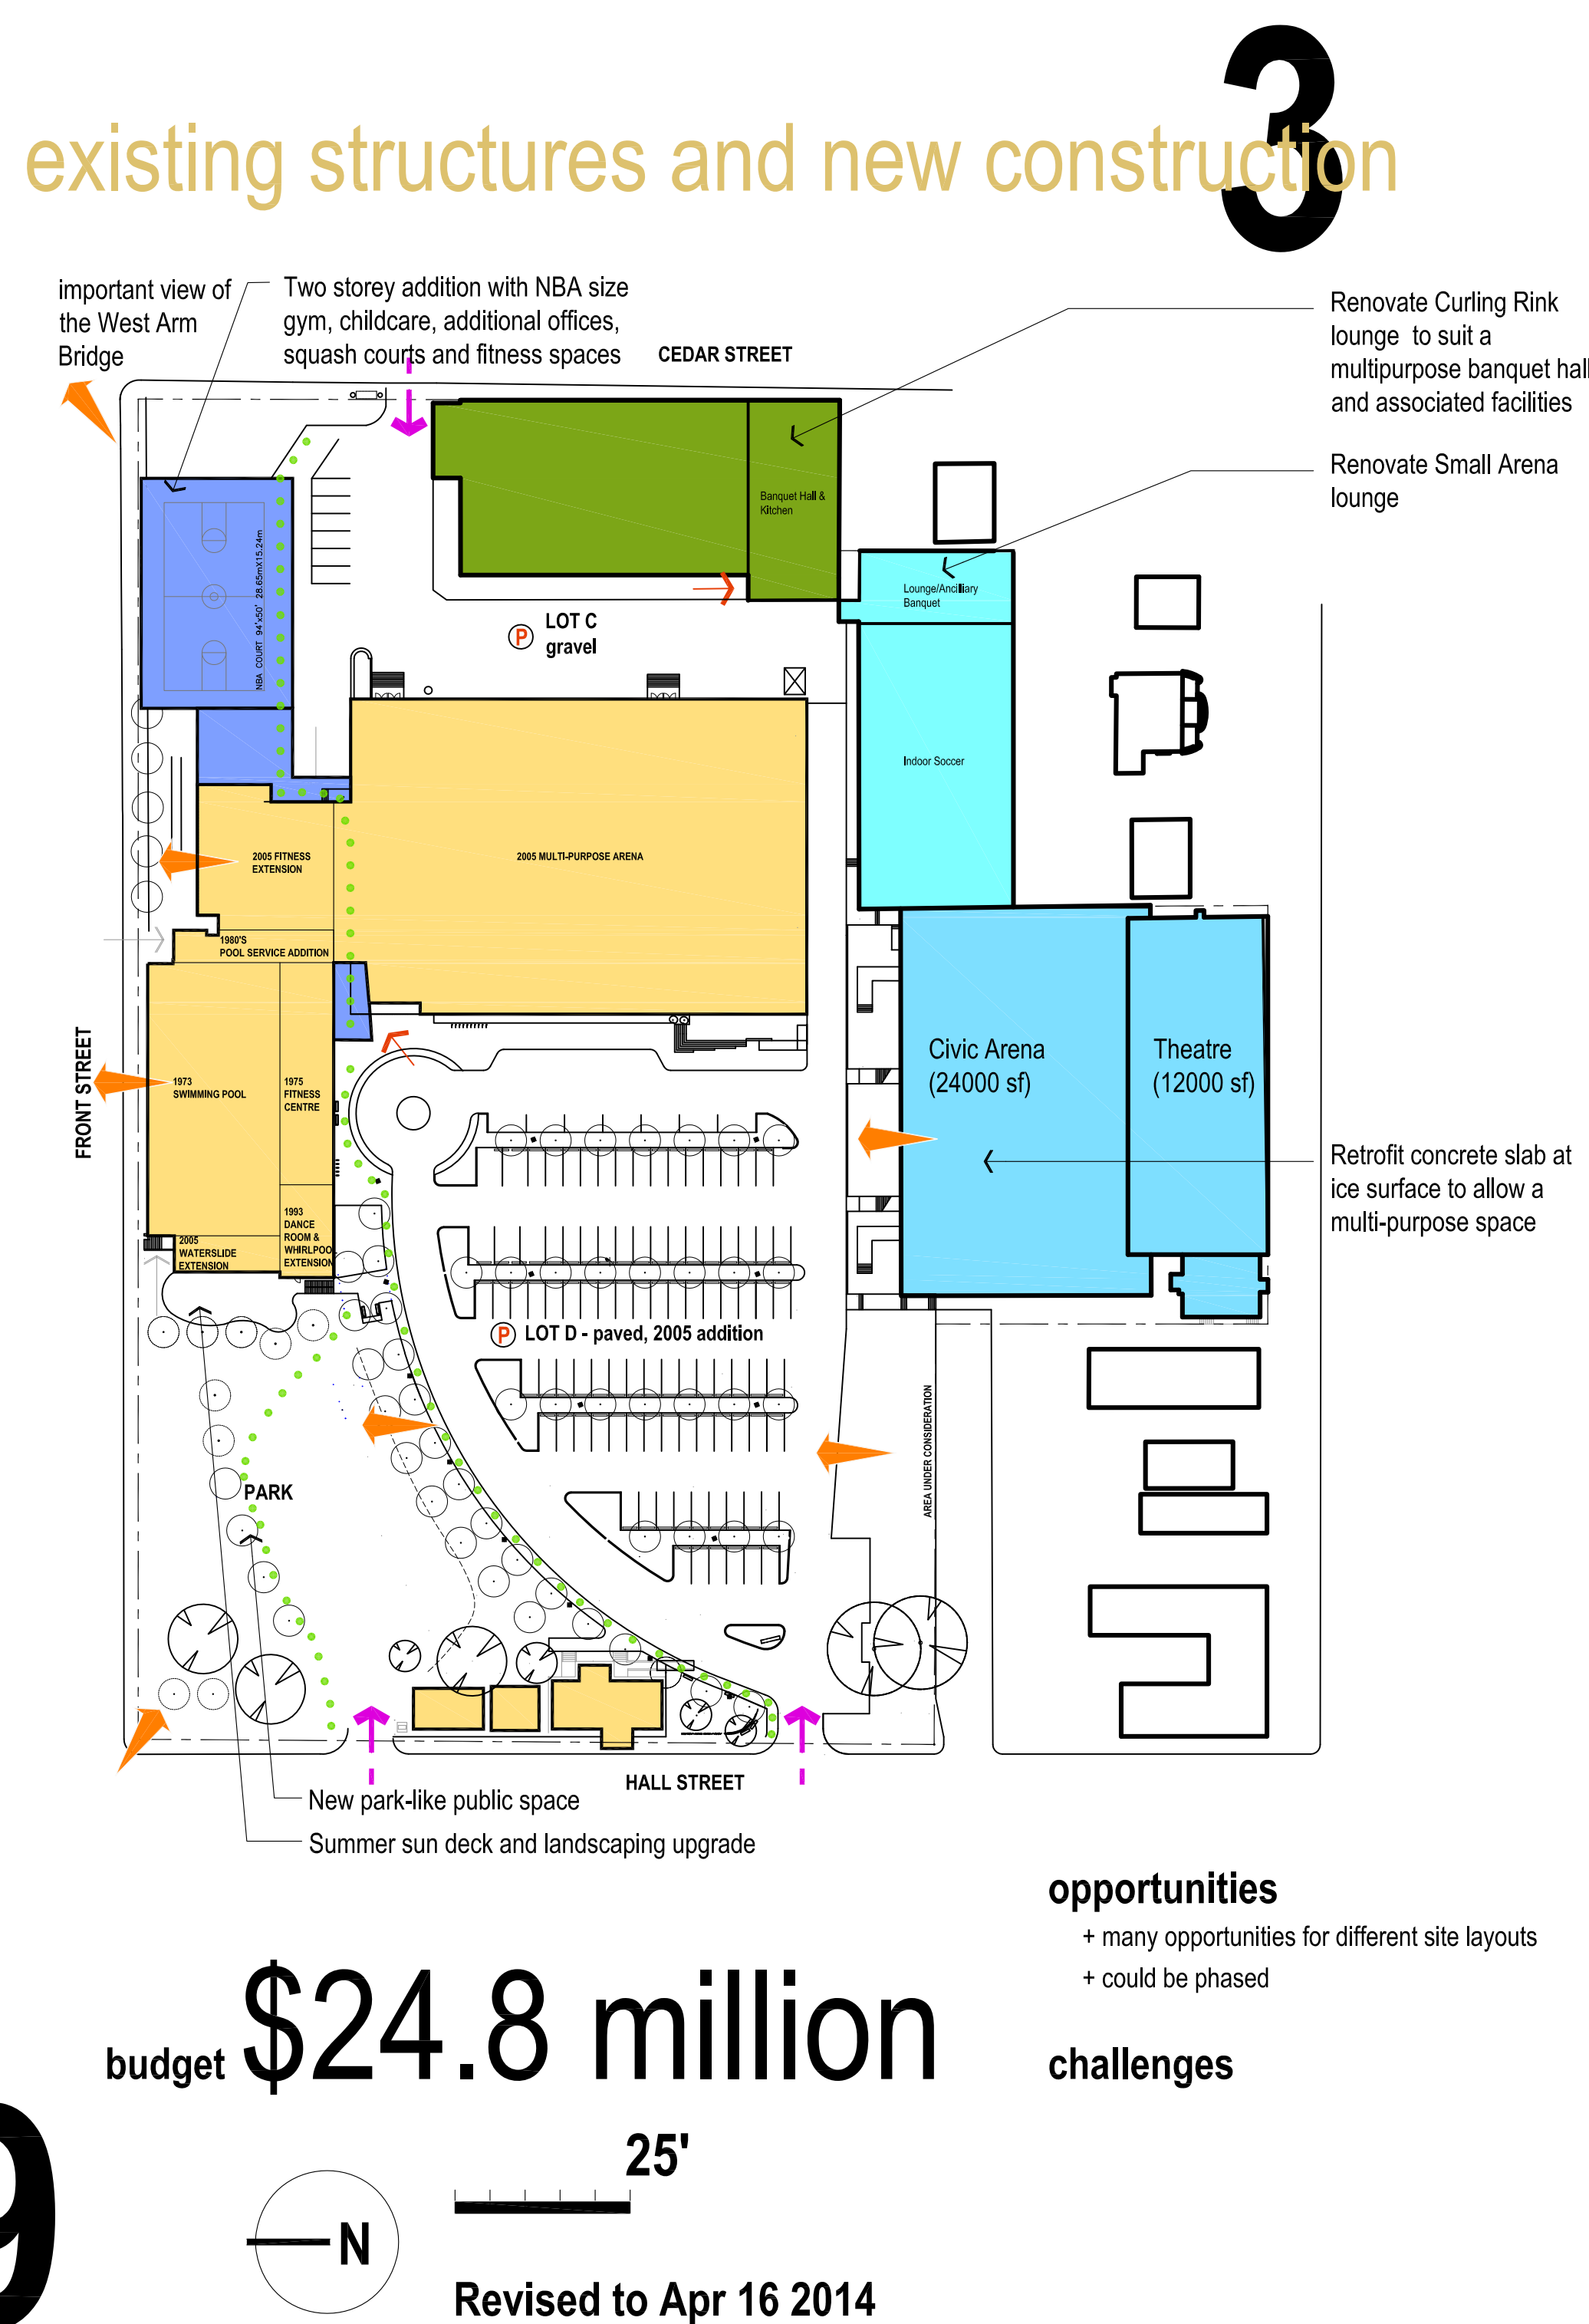 3
existing structures and new construction
important view of
the West Arm
Bridge
Two storey addition with NBA size
gym, childcare, additional offices,
squash courts and fitness spaces
CEDAR STREET
Renovate Curling Rink
lounge to suit a
multipurpose banquet hall
and associated facilities
Renovate Small Arena
lounge
Banquet Hall &
Kitchen
NBA COURT 94'x50' 28.65mX15.24m
Lounge/Ancilliary
Banquet
P
LOT C
gravel
Indoor Soccer
2005 FITNESS
EXTENSION
2005 MULTI-PURPOSE ARENA
1980'S
POOL SERVICE ADDITION
FRONT STREET
1973
SWIMMING POOL
1975
FITNESS
CENTRE
Civic Arena
(24000 sf)
Theatre
(12000 sf)
Retrofit concrete slab at
ice surface to allow a
multi-purpose space
1993
DANCE
ROOM &
WHIRLPOOL
EXTENSION
2005
WATERSLIDE
EXTENSION
P
LOT D - paved, 2005 addition
AREA UNDER CONSIDERATION
PARK
HALL STREET
New park-like public space
Summer sun deck and landscaping upgrade
opportunities
+ many opportunities for different site layouts
+ could be phased
budget $24.8 million
challenges
9
25'
N
Revised to Apr 16 2014